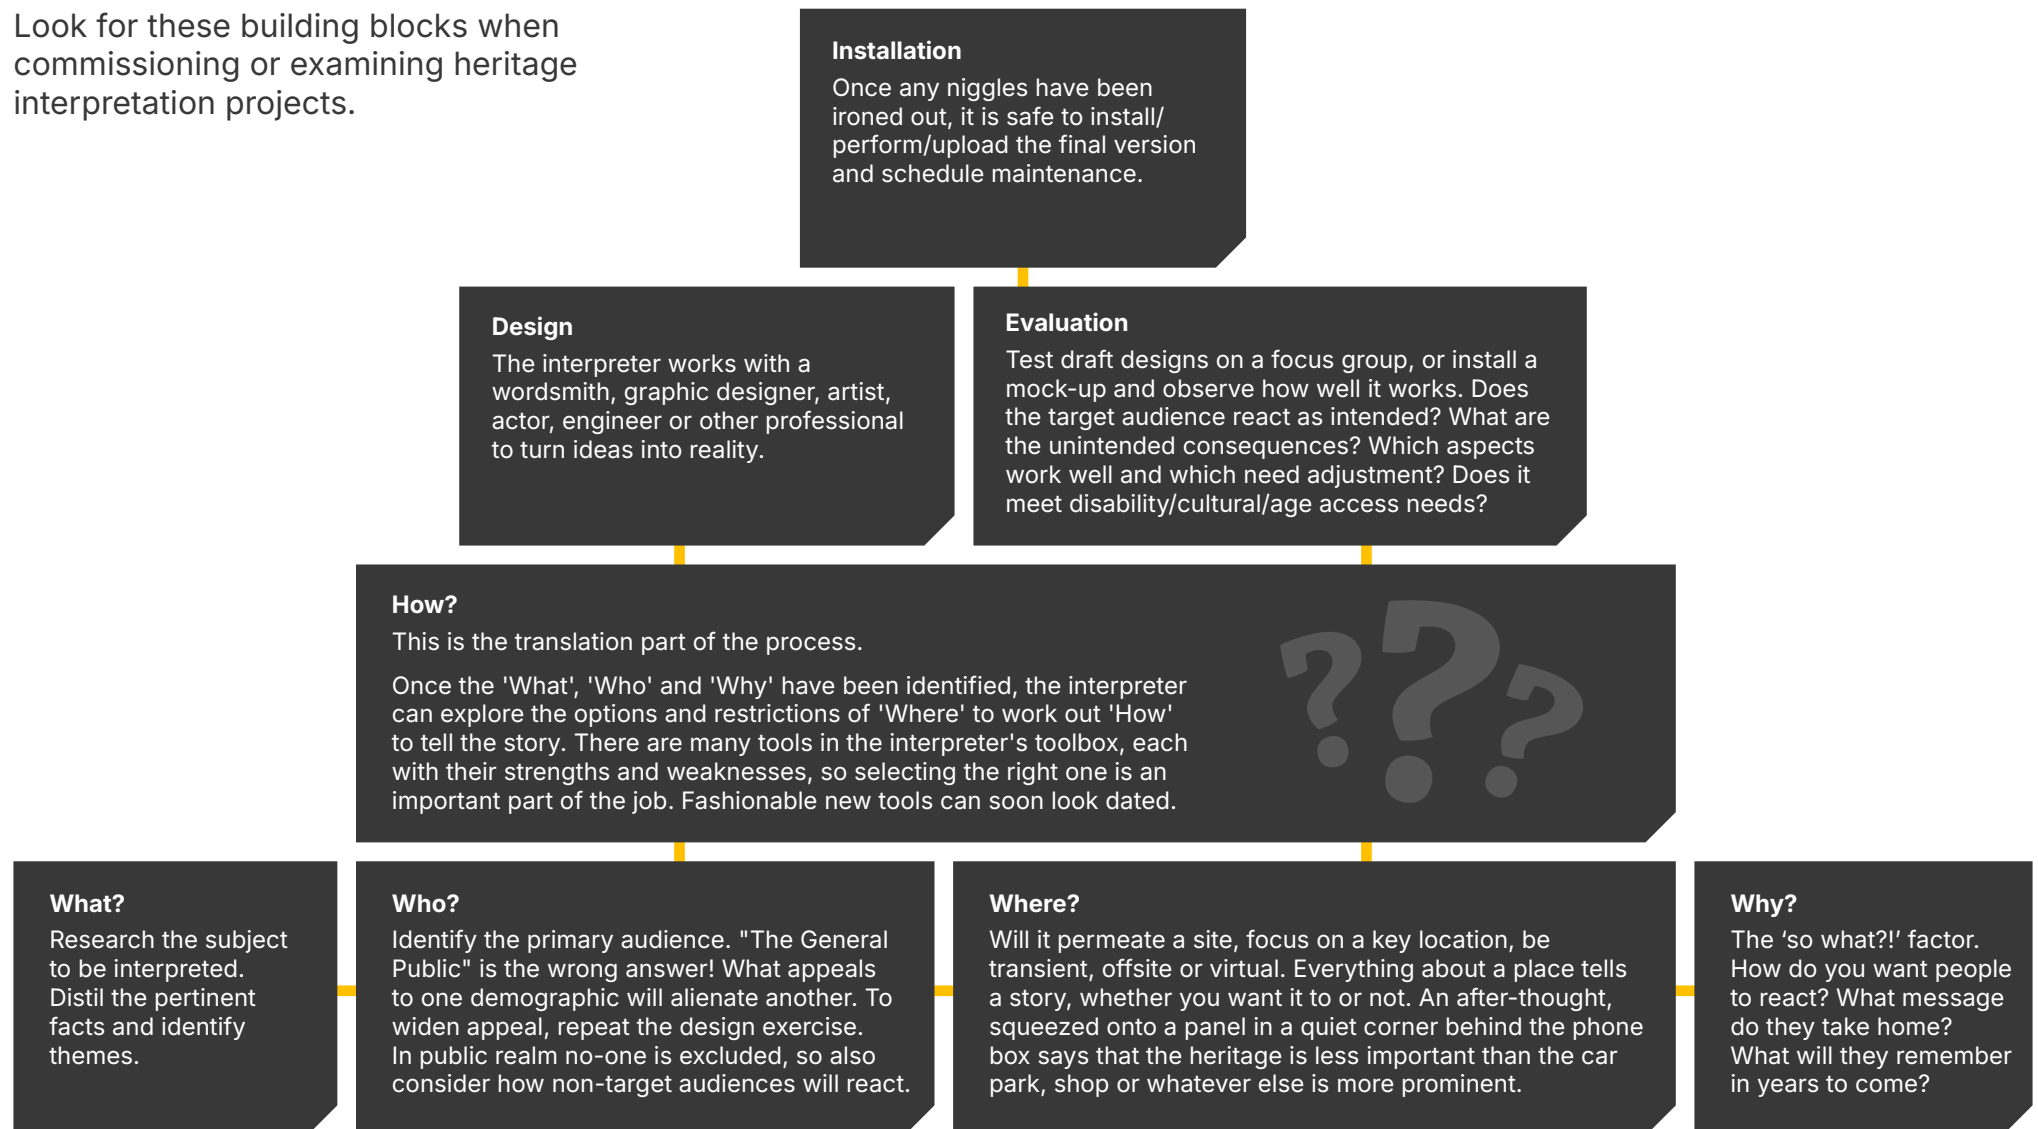 Look for these building blocks when
commissioning or examining heritage
interpretation projects.
Installation
Once any niggles have been
ironed out, it is safe to install/
perform/upload the final version
and schedule maintenance.
Design
The interpreter works with a
wordsmith, graphic designer, artist,
actor, engineer or other professional
to turn ideas into reality.
Evaluation
Test draft designs on a focus group, or install a
mock-up and observe how well it works. Does
the target audience react as intended? What are
the unintended consequences? Which aspects
work well and which need adjustment? Does it
meet disability/cultural/age access needs?
How?
This is the translation part of the process.
Once the 'What', 'Who' and 'Why' have been identified, the interpreter
can explore the options and restrictions of 'Where' to work out 'How'
to tell the story. There are many tools in the interpreter's toolbox, each
with their strengths and weaknesses, so selecting the right one is an
important part of the job. Fashionable new tools can soon look dated.
???
What?
Research the subject
to be interpreted.
Distil the pertinent
facts and identify
themes.
Who?
Identify the primary audience. "The General
Public" is the wrong answer! What appeals
to one demographic will alienate another. To
widen appeal, repeat the design exercise.
In public realm no-one is excluded, so also
consider how non-target audiences will react.
Where?
Will it permeate a site, focus on a key location, be
transient, offsite or virtual. Everything about a place tells
a story, whether you want it to or not. An after-thought,
squeezed onto a panel in a quiet corner behind the phone
box says that the heritage is less important than the car
park, shop or whatever else is more prominent.
Why?
The ‘so what?!’ factor.
How do you want people
to react? What message
do they take home?
What will they remember
in years to come?